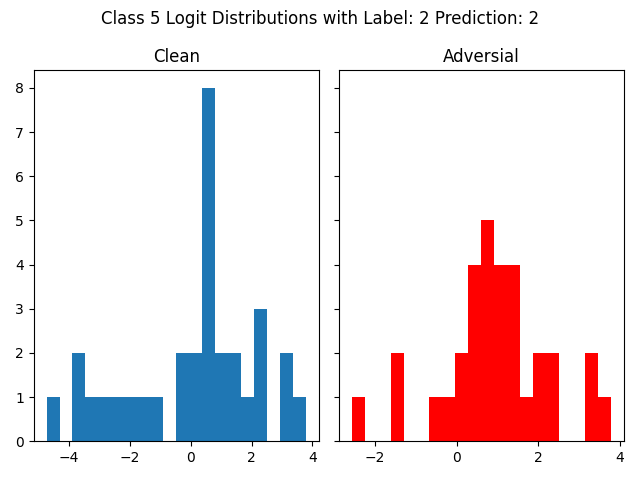 Class 5 Logit Distributions with Label: 2 Prediction: 2
Clean
Adversial
8
7
6
5
4
3
2
1
0
−4 −2 0 2 4
−2 0 2 4